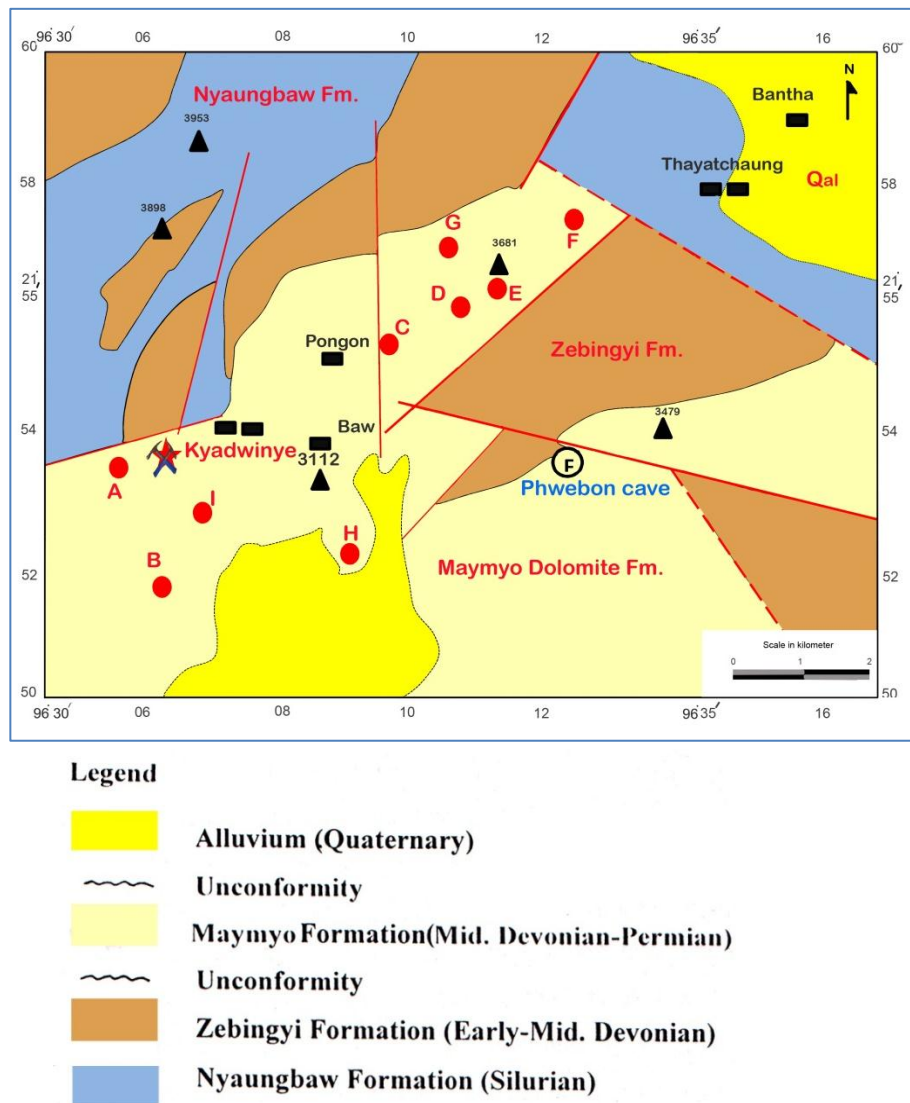 96 30′ 06 08 10 12 96 35′ 16
60 60
N
Nyaungbaw Fm.
Bantha
3953
Thayatchaung
58 58
Qal
3898
G F
3681
21 55′ 21 55′
D E
C
Pongon
Zebingyi Fm.
54 54
Baw
3479
Kyadwinye
3112
F
A
Phwebon cave
I
H
B
Maymyo Dolomite Fm.
52 52
Scale in kilometer
0 1 2
50 50
96 30′ 06 08 10 12 96 35′ 16
Legend
Alluvium (Quaternary)
Unconformity
Maymyo Formation(Mid. Devonian-Permian)
Unconformity
Zebingyi Formation (Early-Mid. Devonian)
Nyaungbaw Formation (Silurian)